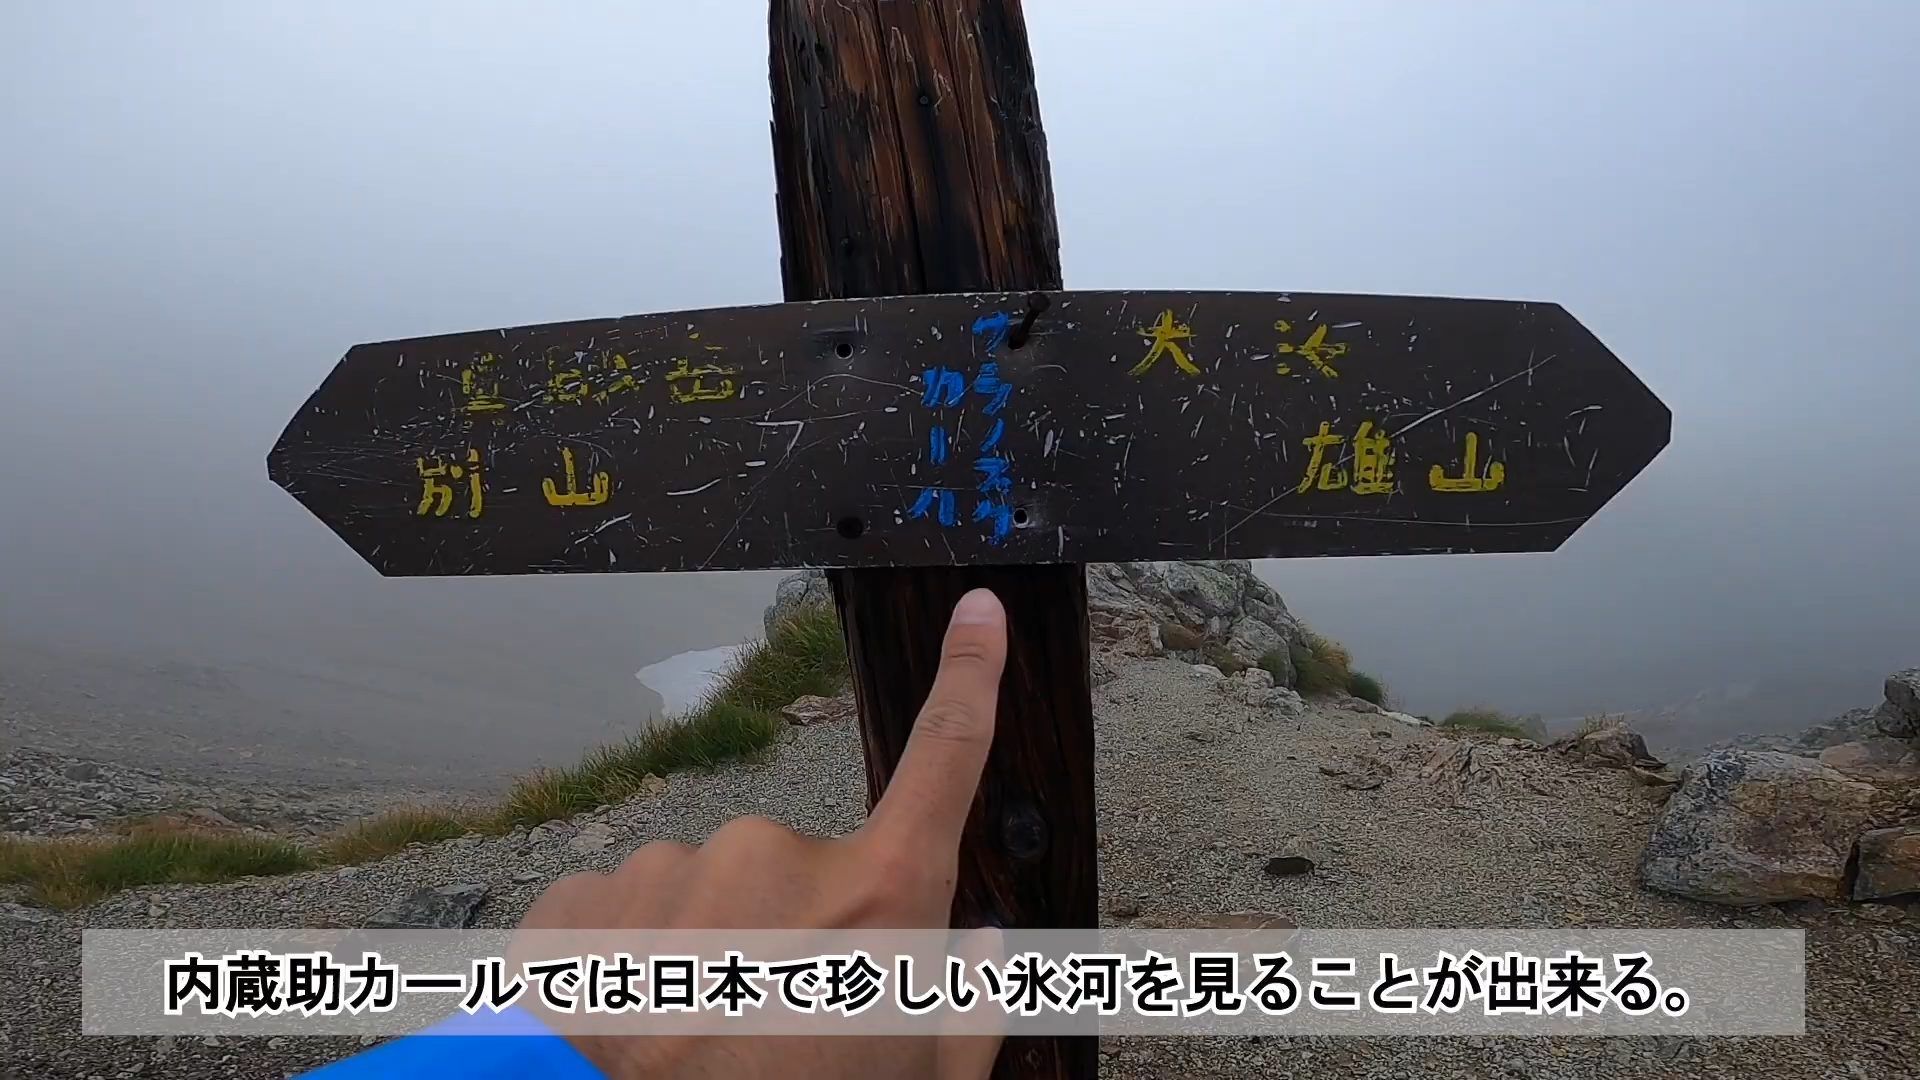 真砂岳
別山
クラノスケ
カール
大汝
雄山
内蔵助カールでは日本で珍しい氷河を見ることが出来る。